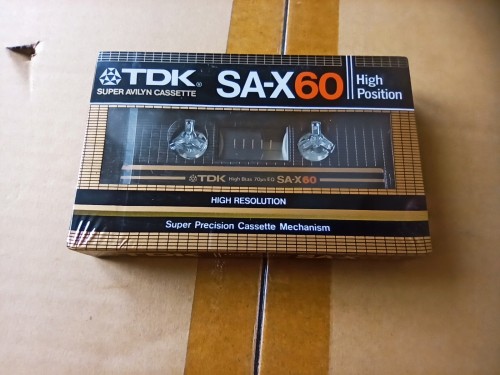 TDK®
SUPER AVILYN CASSETTE
SA-X60
High
Position
TDK High Bias 70μs EQ SA-X60
HIGH RESOLUTION
Super Precision Cassette Mechanism